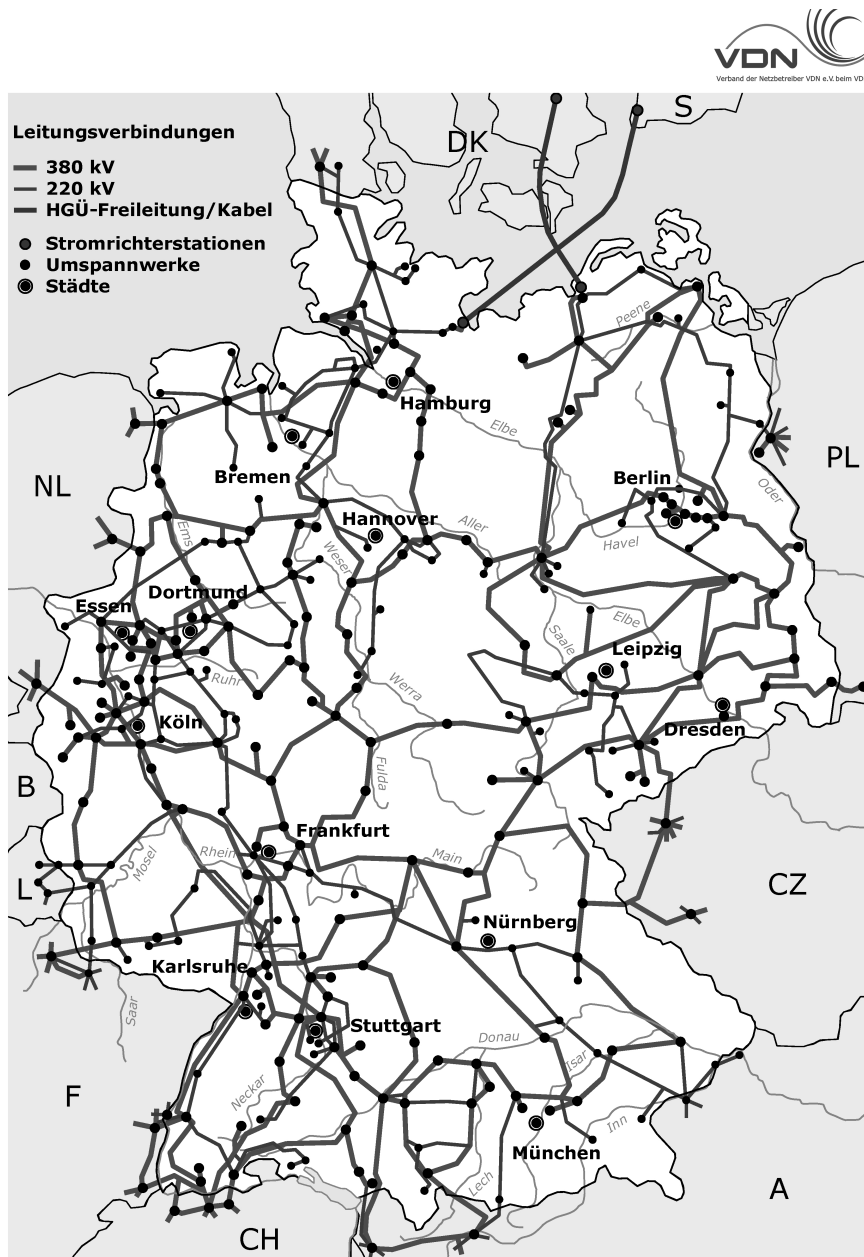 VDN
Verband der Netzbetreiber VDN e.V. beim VD
S
DK
Leitungsverbindungen
380 kV
220 kV
HGÜ-Freileitung/Kabel
Stromrichterstationen
Umspannwerke
Städte
Peene
Hamburg
Elbe
NL
PL
Bremen
Berlin
Oder
Hannover
Aller
Ems
Weser
Havel
Dortmund
Essen
Elbe
Saale
Leipzig
Ruhr
Werra
Köln
Dresden
Fulda
B
Frankfurt
Rhein
Main
Mosel
L
CZ
Nürnberg
Karlsruhe
Saar
Stuttgart
Donau
Isar
F
Neckar
Inn
München
Lech
A
CH